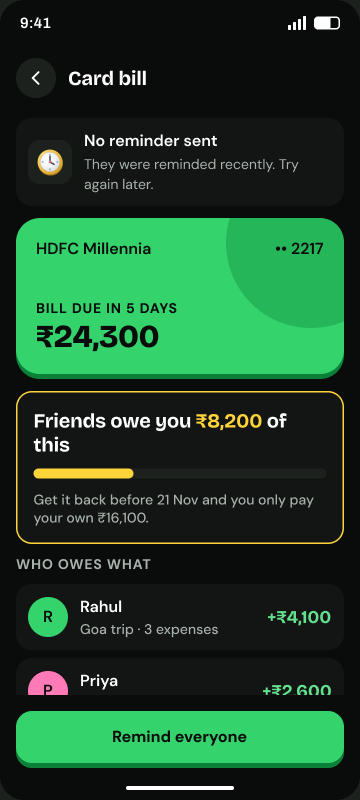 9:41
Card bill
No reminder sent
They were reminded recently. Try
again later.
HDFC Millennia
•• 2217
BILL DUE IN 5 DAYS
₹24,300
Friends owe you ₹8,200 of
this
Get it back before 21 Nov and you only pay
your own ₹16,100.
WHO OWES WHAT
R
Rahul
Goa trip · 3 expenses
+₹4,100
P
Priya
+₹2,600
Remind everyone